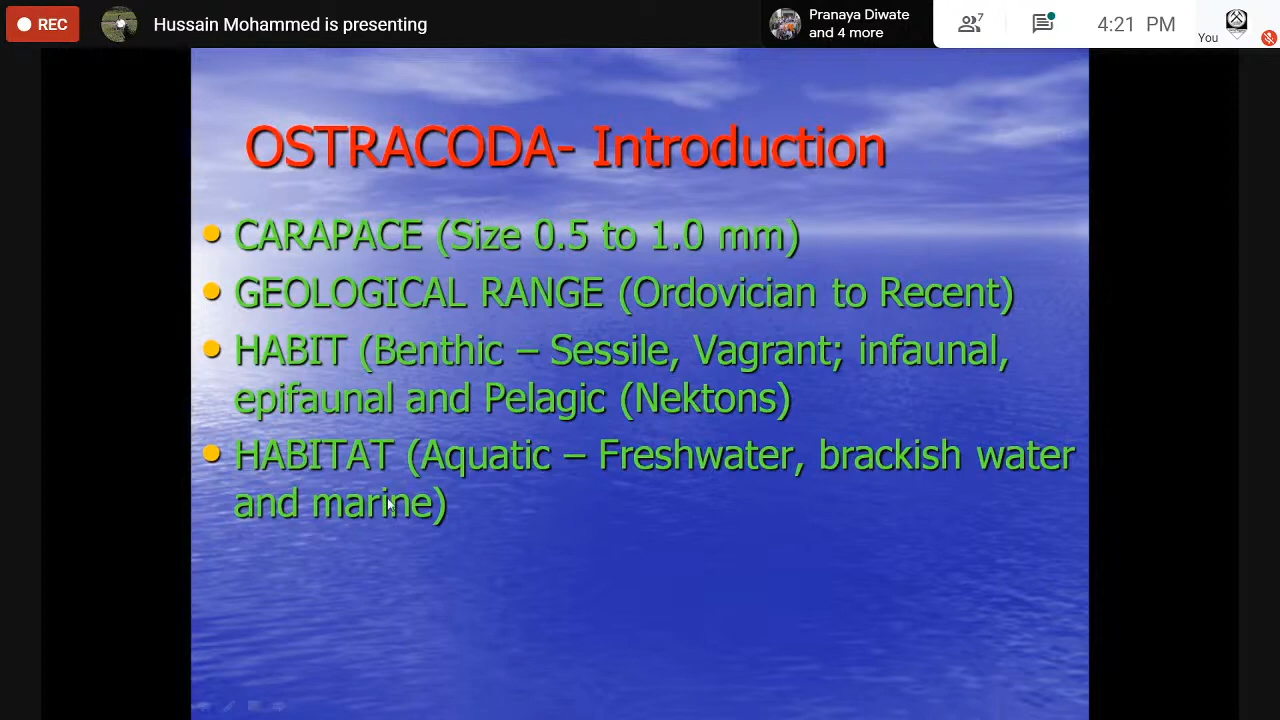 REC
Hussain Mohammed is presenting
Pranaya Diwate
and 4 more
7
4:21 PM
You
OSTRACODA- Introduction
CARAPACE (Size 0.5 to 1.0 mm)
GEOLOGICAL RANGE (Ordovician to Recent)
HABIT (Benthic – Sessile, Vagrant; infaunal,
epifaunal and Pelagic (Nektons)
HABITAT (Aquatic – Freshwater, brackish water
and marine)